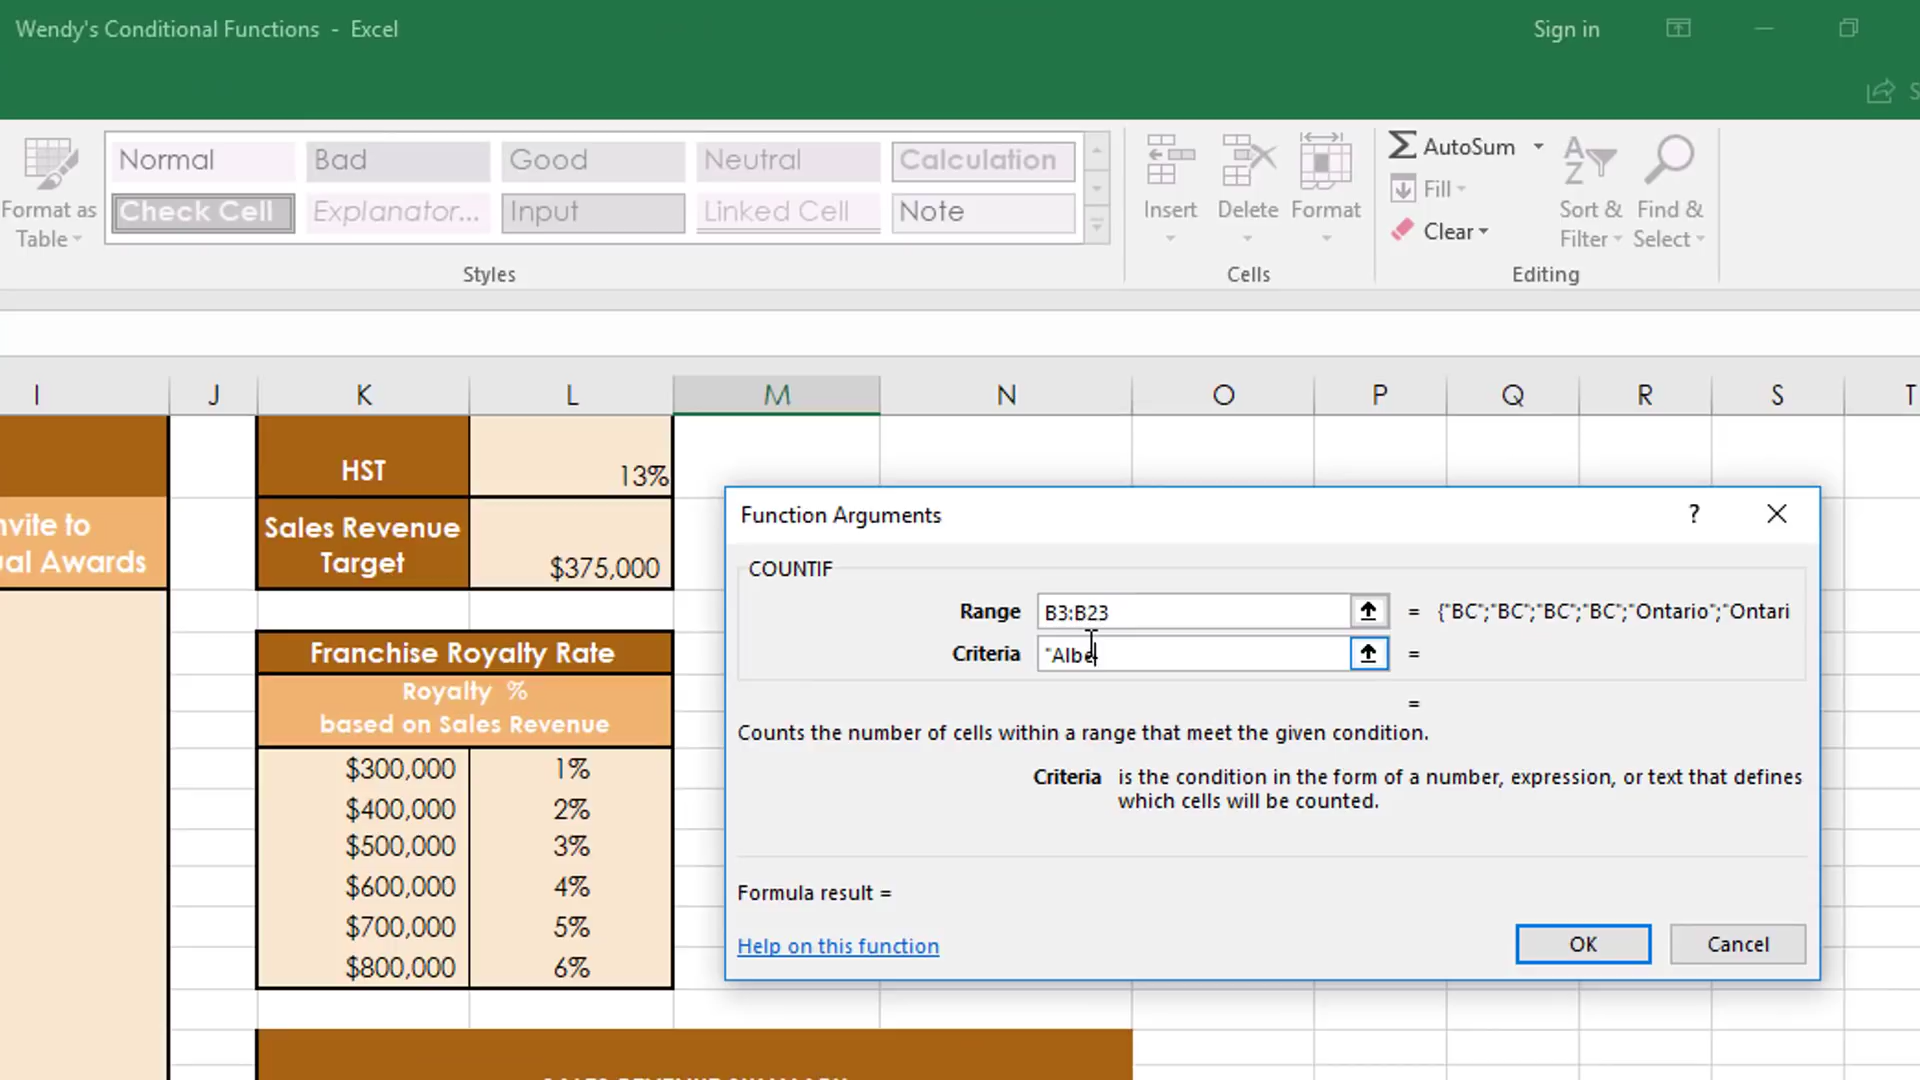 Wendy's Conditional Functions - Excel
Sign in
Format as
Table
Normal
Bad
Good
Neutral
Calculation
Check Cell
Explanator...
Input
Linked Cell
Note
Styles
Insert
Delete
Format
Cells
AutoSum
Fill
Clear
Sort &
Filter
Find &
Select
Editing
I J K L M N O P Q R S T
HST
13%
nvite to
ual Awards
Sales Revenue
Target
$375,000
Franchise Royalty Rate
Royalty %
based on Sales Revenue
$300,000 1%
$400,000 2%
$500,000 3%
$600,000 4%
$700,000 5%
$800,000 6%
Function Arguments
?
COUNTIF
Range B3:B23 = {"BC";"BC";"BC";"BC";"Ontario";"Ontari
Criteria "Albe =
=
Counts the number of cells within a range that meet the given condition.
Criteria is the condition in the form of a number, expression, or text that defines
which cells will be counted.
Formula result =
Help on this function
OK
Cancel